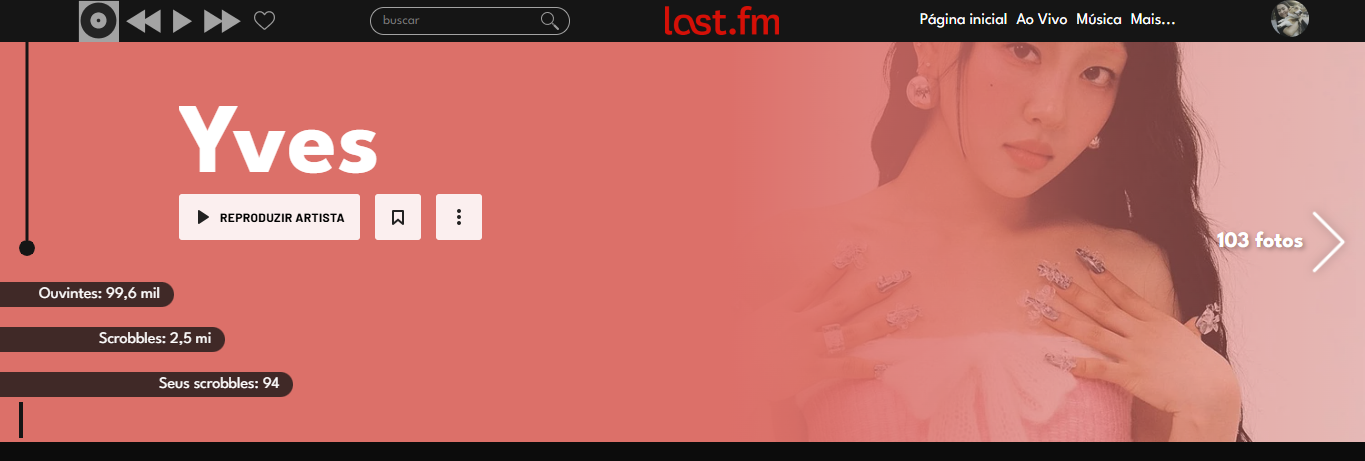 buscar
last.fm
Página inicial Ao Vivo Música Mais...
Yves
REPRODUZIR ARTISTA
103 fotos
Ouvintes: 99,6 mil
Scrobbles: 2,5 mi
Seus scrobbles: 94